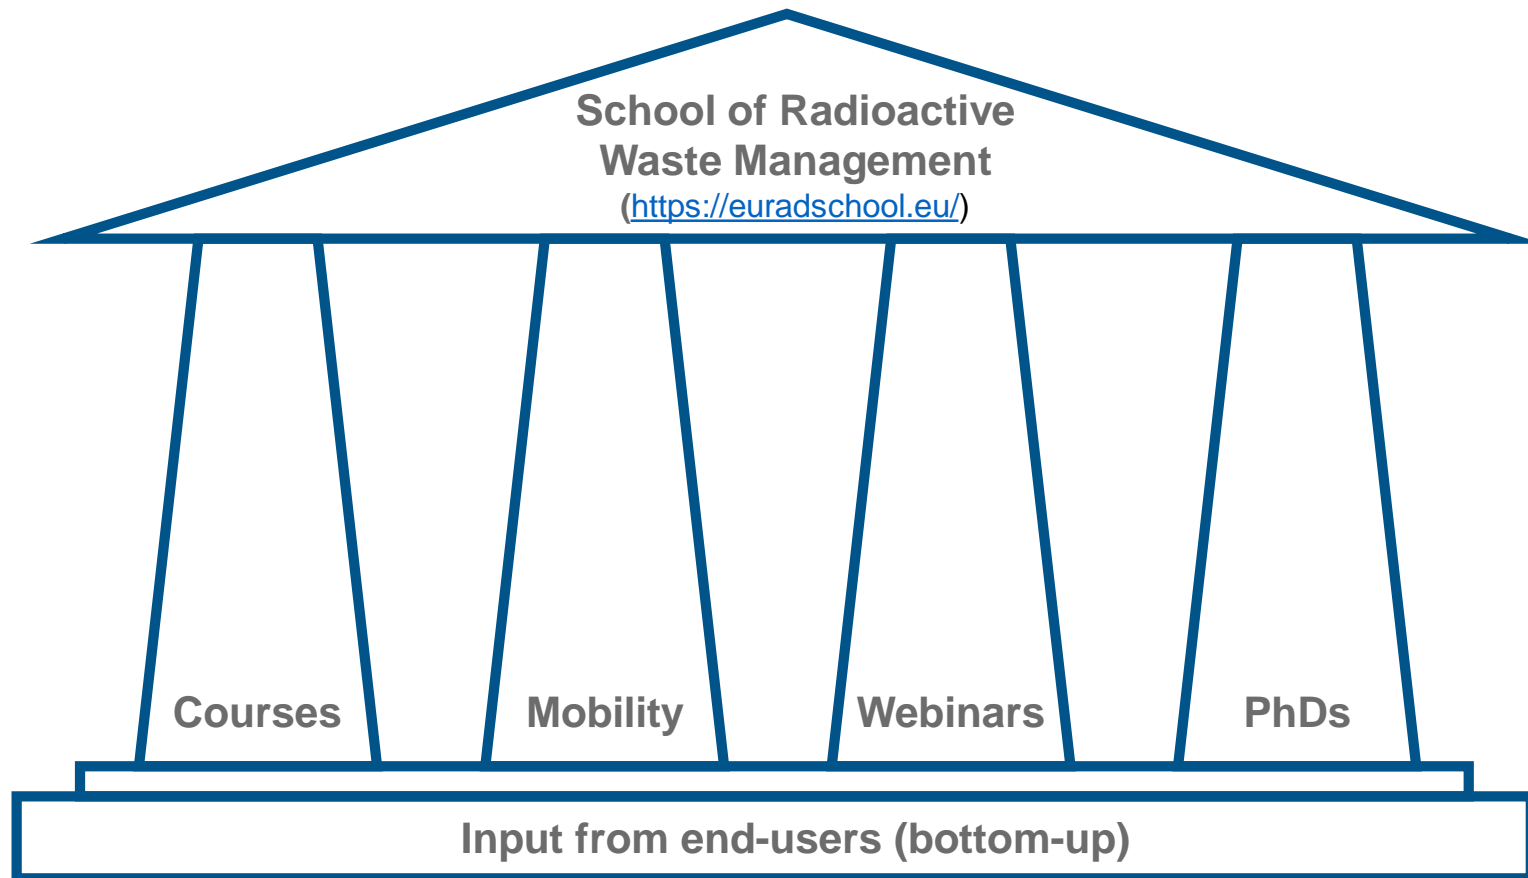 School of Radioactive
Waste Management
(https://euradschool.eu/)
Courses
Mobility
Webinars
PhDs
Input from end-users (bottom-up)